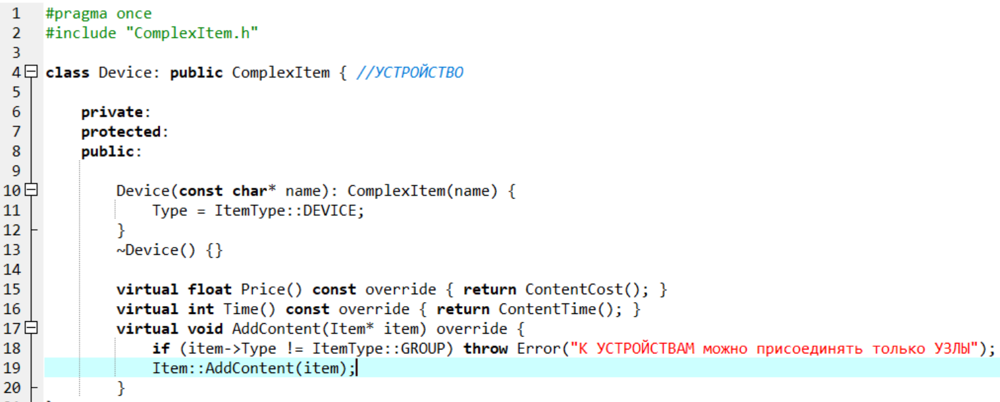 1 #pragma once
2 #include "ComplexItem.h"
3
4 class Device: public ComplexItem { //УСТРОЙСТВО
5
6 private:
7 protected:
8 public:
9
10 Device(const char* name): ComplexItem(name) {
11 Type = ItemType::DEVICE;
12 }
13 ~Device() {}
14
15 virtual float Price() const override { return ContentCost(); }
16 virtual int Time() const override { return ContentTime(); }
17 virtual void AddContent(Item* item) override {
18 if (item->Type != ItemType::GROUP) throw Error("К УСТРОЙСТВАМ можно присоединять только УЗЛЫ");
19 Item::AddContent(item);
20 }